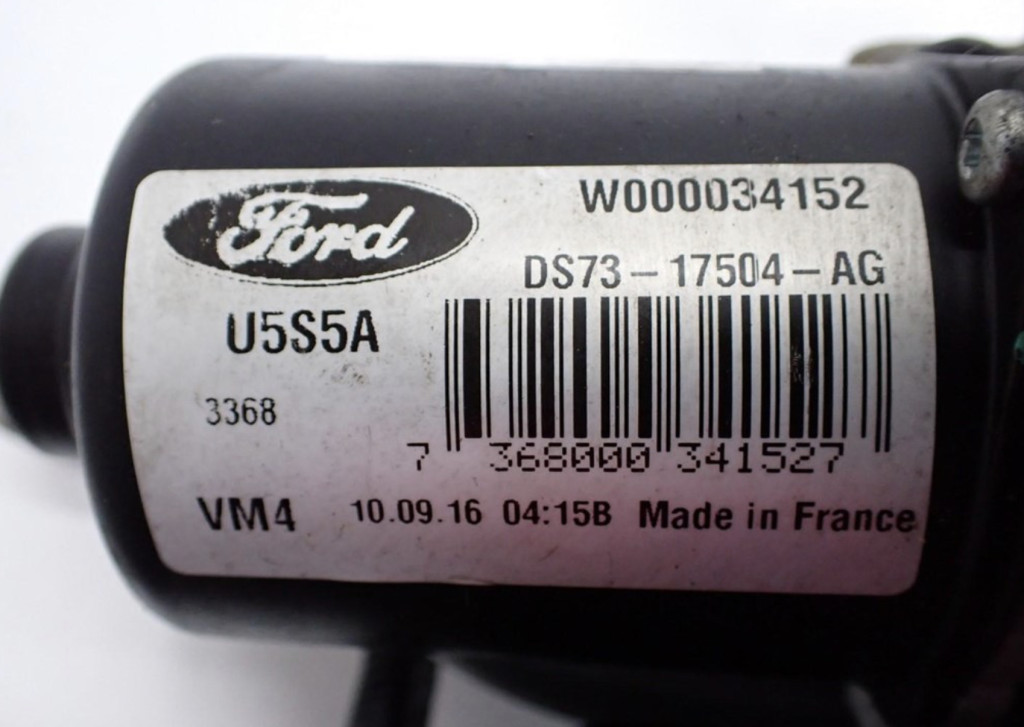 Ford
W000034152
DS73-17504-AG
U5S5A
3368
7 368000 341527
VM4 10.09.16 04:15B Made in France